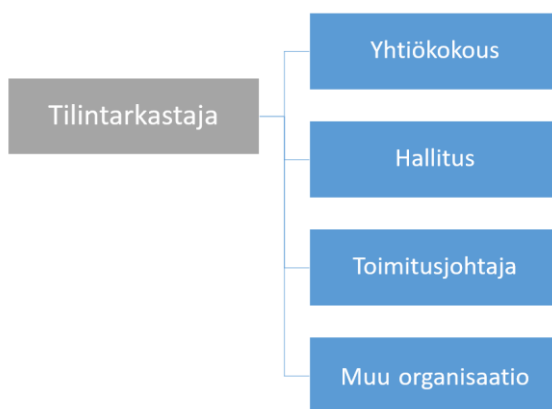 Yhtiökokous
Tilintarkastaja
Hallitus
Toimitusjohtaja
Muu organisaatio